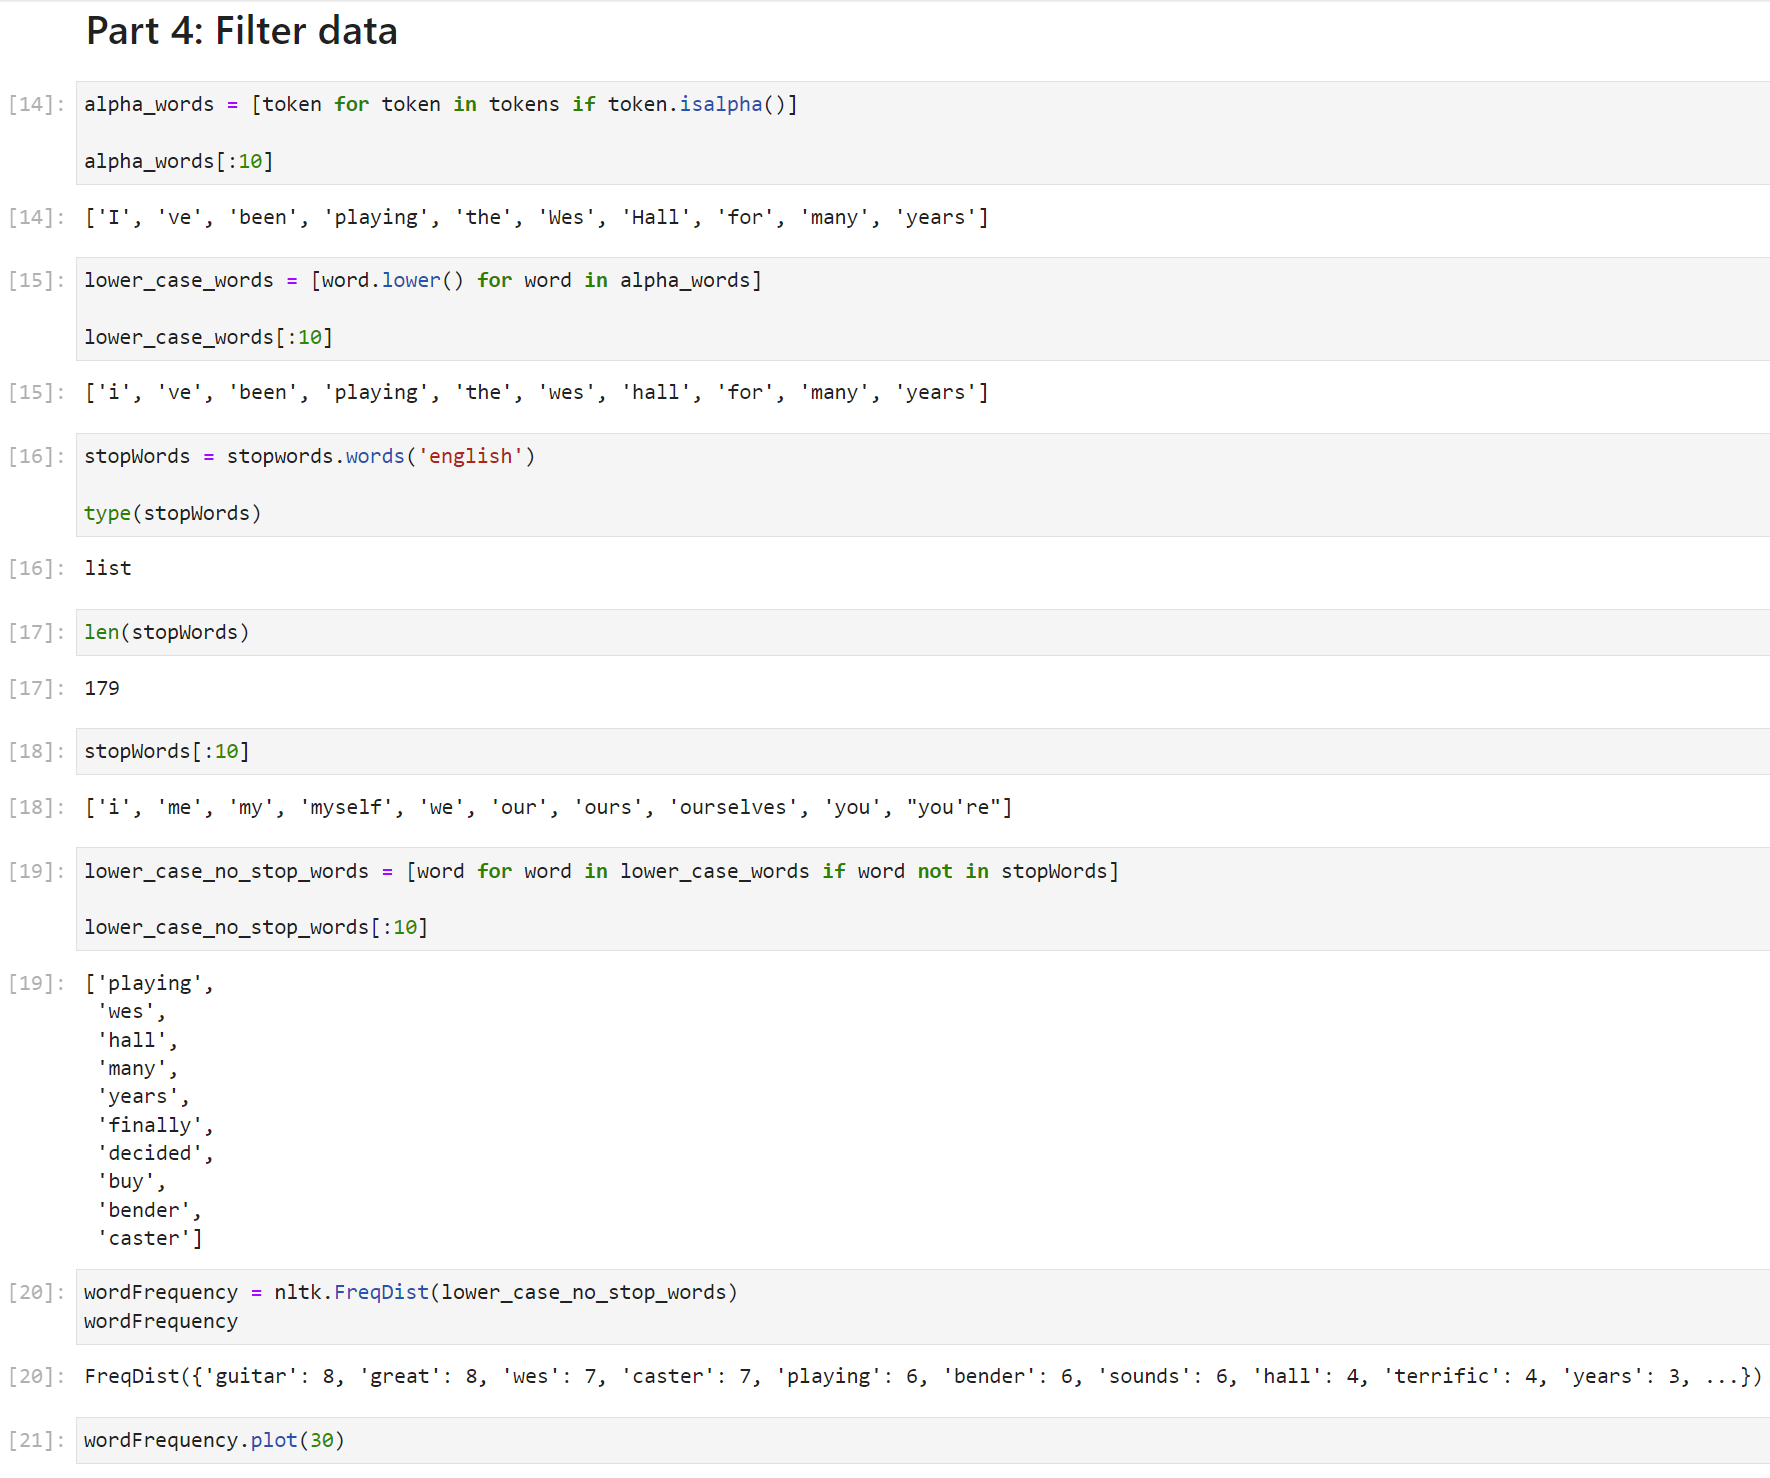 Part 4: Filter data
[14]: alpha_words = [token for token in tokens if token.isalpha()]
alpha_words[:10]
[14]: ['I', 've', 'been', 'playing', 'the', 'Wes', 'Hall', 'for', 'many', 'years']
[15]: lower_case_words = [word.lower() for word in alpha_words]
lower_case_words[:10]
[15]: ['i', 've', 'been', 'playing', 'the', 'wes', 'hall', 'for', 'many', 'years']
[16]: stopWords = stopwords.words('english')
type(stopWords)
[16]: list
[17]: len(stopWords)
[17]: 179
[18]: stopWords[:10]
[18]: ['i', 'me', 'my', 'myself', 'we', 'our', 'ours', 'ourselves', 'you', "you're"]
[19]: lower_case_no_stop_words = [word for word in lower_case_words if word not in stopWords]
lower_case_no_stop_words[:10]
[19]: ['playing',
'wes',
'hall',
'many',
'years',
'finally',
'decided',
'buy',
'bender',
'caster']
[20]: wordFrequency = nltk.FreqDist(lower_case_no_stop_words)
wordFrequency
[20]: FreqDist({'guitar': 8, 'great': 8, 'wes': 7, 'caster': 7, 'playing': 6, 'bender': 6, 'sounds': 6, 'hall': 4, 'terrific': 4, 'years': 3, ...})
[21]: wordFrequency.plot(30)